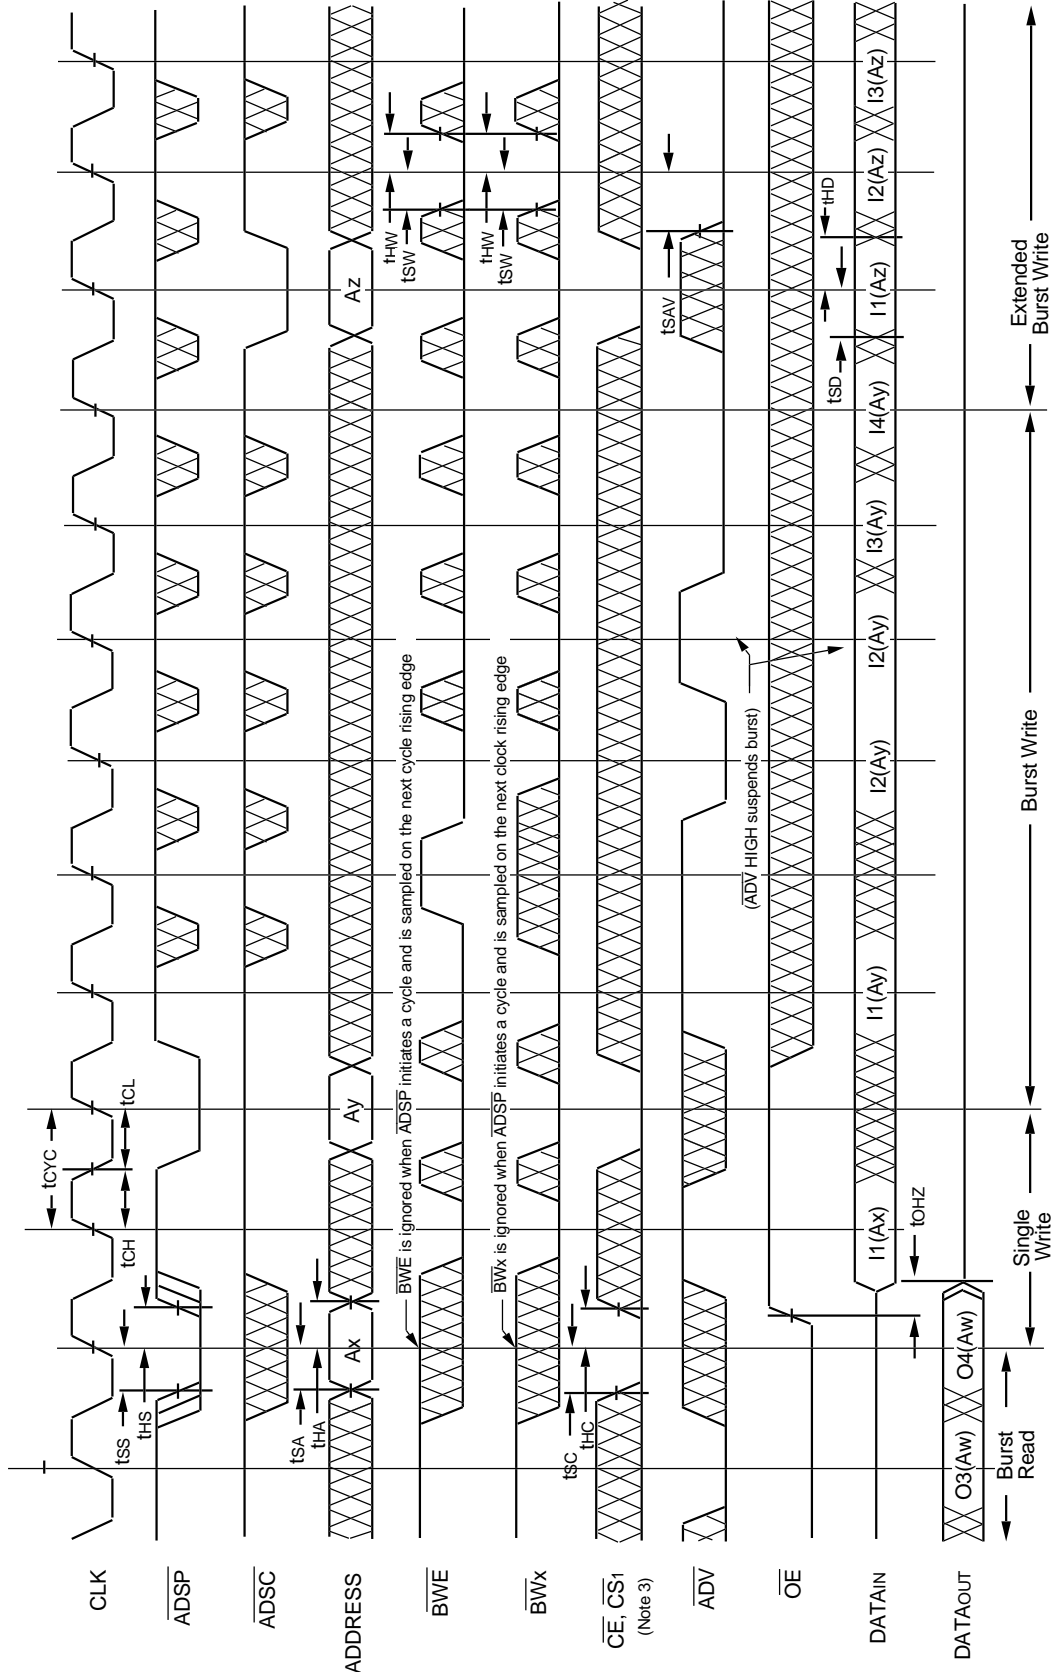 CLK
tCYC
tCH
tCL
tSS
tHS
ADSP
ADSC
tSA
tHA
ADDRESS
Ax
Ay
Az
BWE is ignored when ADSP initiates a cycle and is sampled on the next cycle rising edge
tHW
tSW
BWE
BWx is ignored when ADSP initiates a cycle and is sampled on the next clock rising edge
tHW
tSW
BWx
tSC
tHC
CE, CS1
(Note 3)
tSAV
ADV
(ADV HIGH suspends burst)
OE
tSD
tHD
DATAIN
I1(Ax)
I1(Ay)
I2(Ay)
I2(Ay)
I3(Ay)
I4(Ay)
I1(Az)
I2(Az)
I3(Az)
tOHZ
DATAOUT
O3(Aw)
O4(Aw)
Burst
Read
Single
Write
Burst Write
Extended
Burst Write